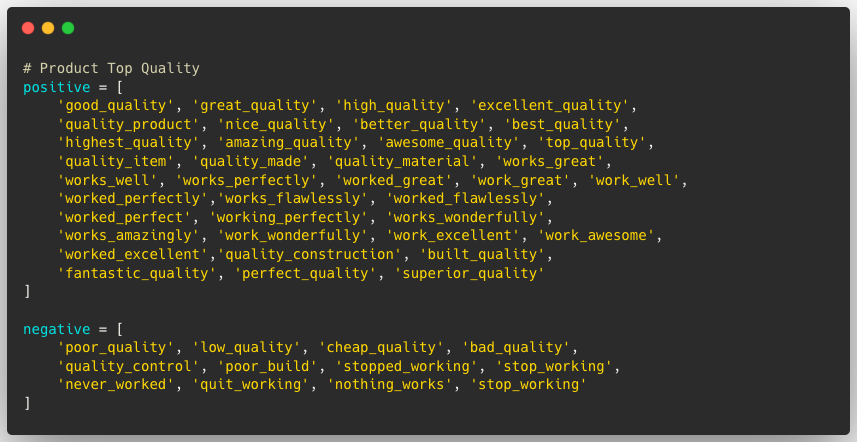 # Product Top Quality
positive = [
    'good_quality', 'great_quality', 'high_quality', 'excellent_quality',
    'quality_product', 'nice_quality', 'better_quality', 'best_quality',
    'highest_quality', 'amazing_quality', 'awesome_quality', 'top_quality',
    'quality_item', 'quality_made', 'quality_material', 'works_great',
    'works_well', 'works_perfectly', 'worked_great', 'work_great', 'work_well',
    'worked_perfectly','works_flawlessly', 'worked_flawlessly',
    'worked_perfect', 'working_perfectly', 'works_wonderfully',
    'works_amazingly', 'work_wonderfully', 'work_excellent', 'work_awesome',
    'worked_excellent','quality_construction', 'built_quality',
    'fantastic_quality', 'perfect_quality', 'superior_quality'
]
negative = [
    'poor_quality', 'low_quality', 'cheap_quality', 'bad_quality',
    'quality_control', 'poor_build', 'stopped_working', 'stop_working',
    'never_worked', 'quit_working', 'nothing_works', 'stop_working'
]